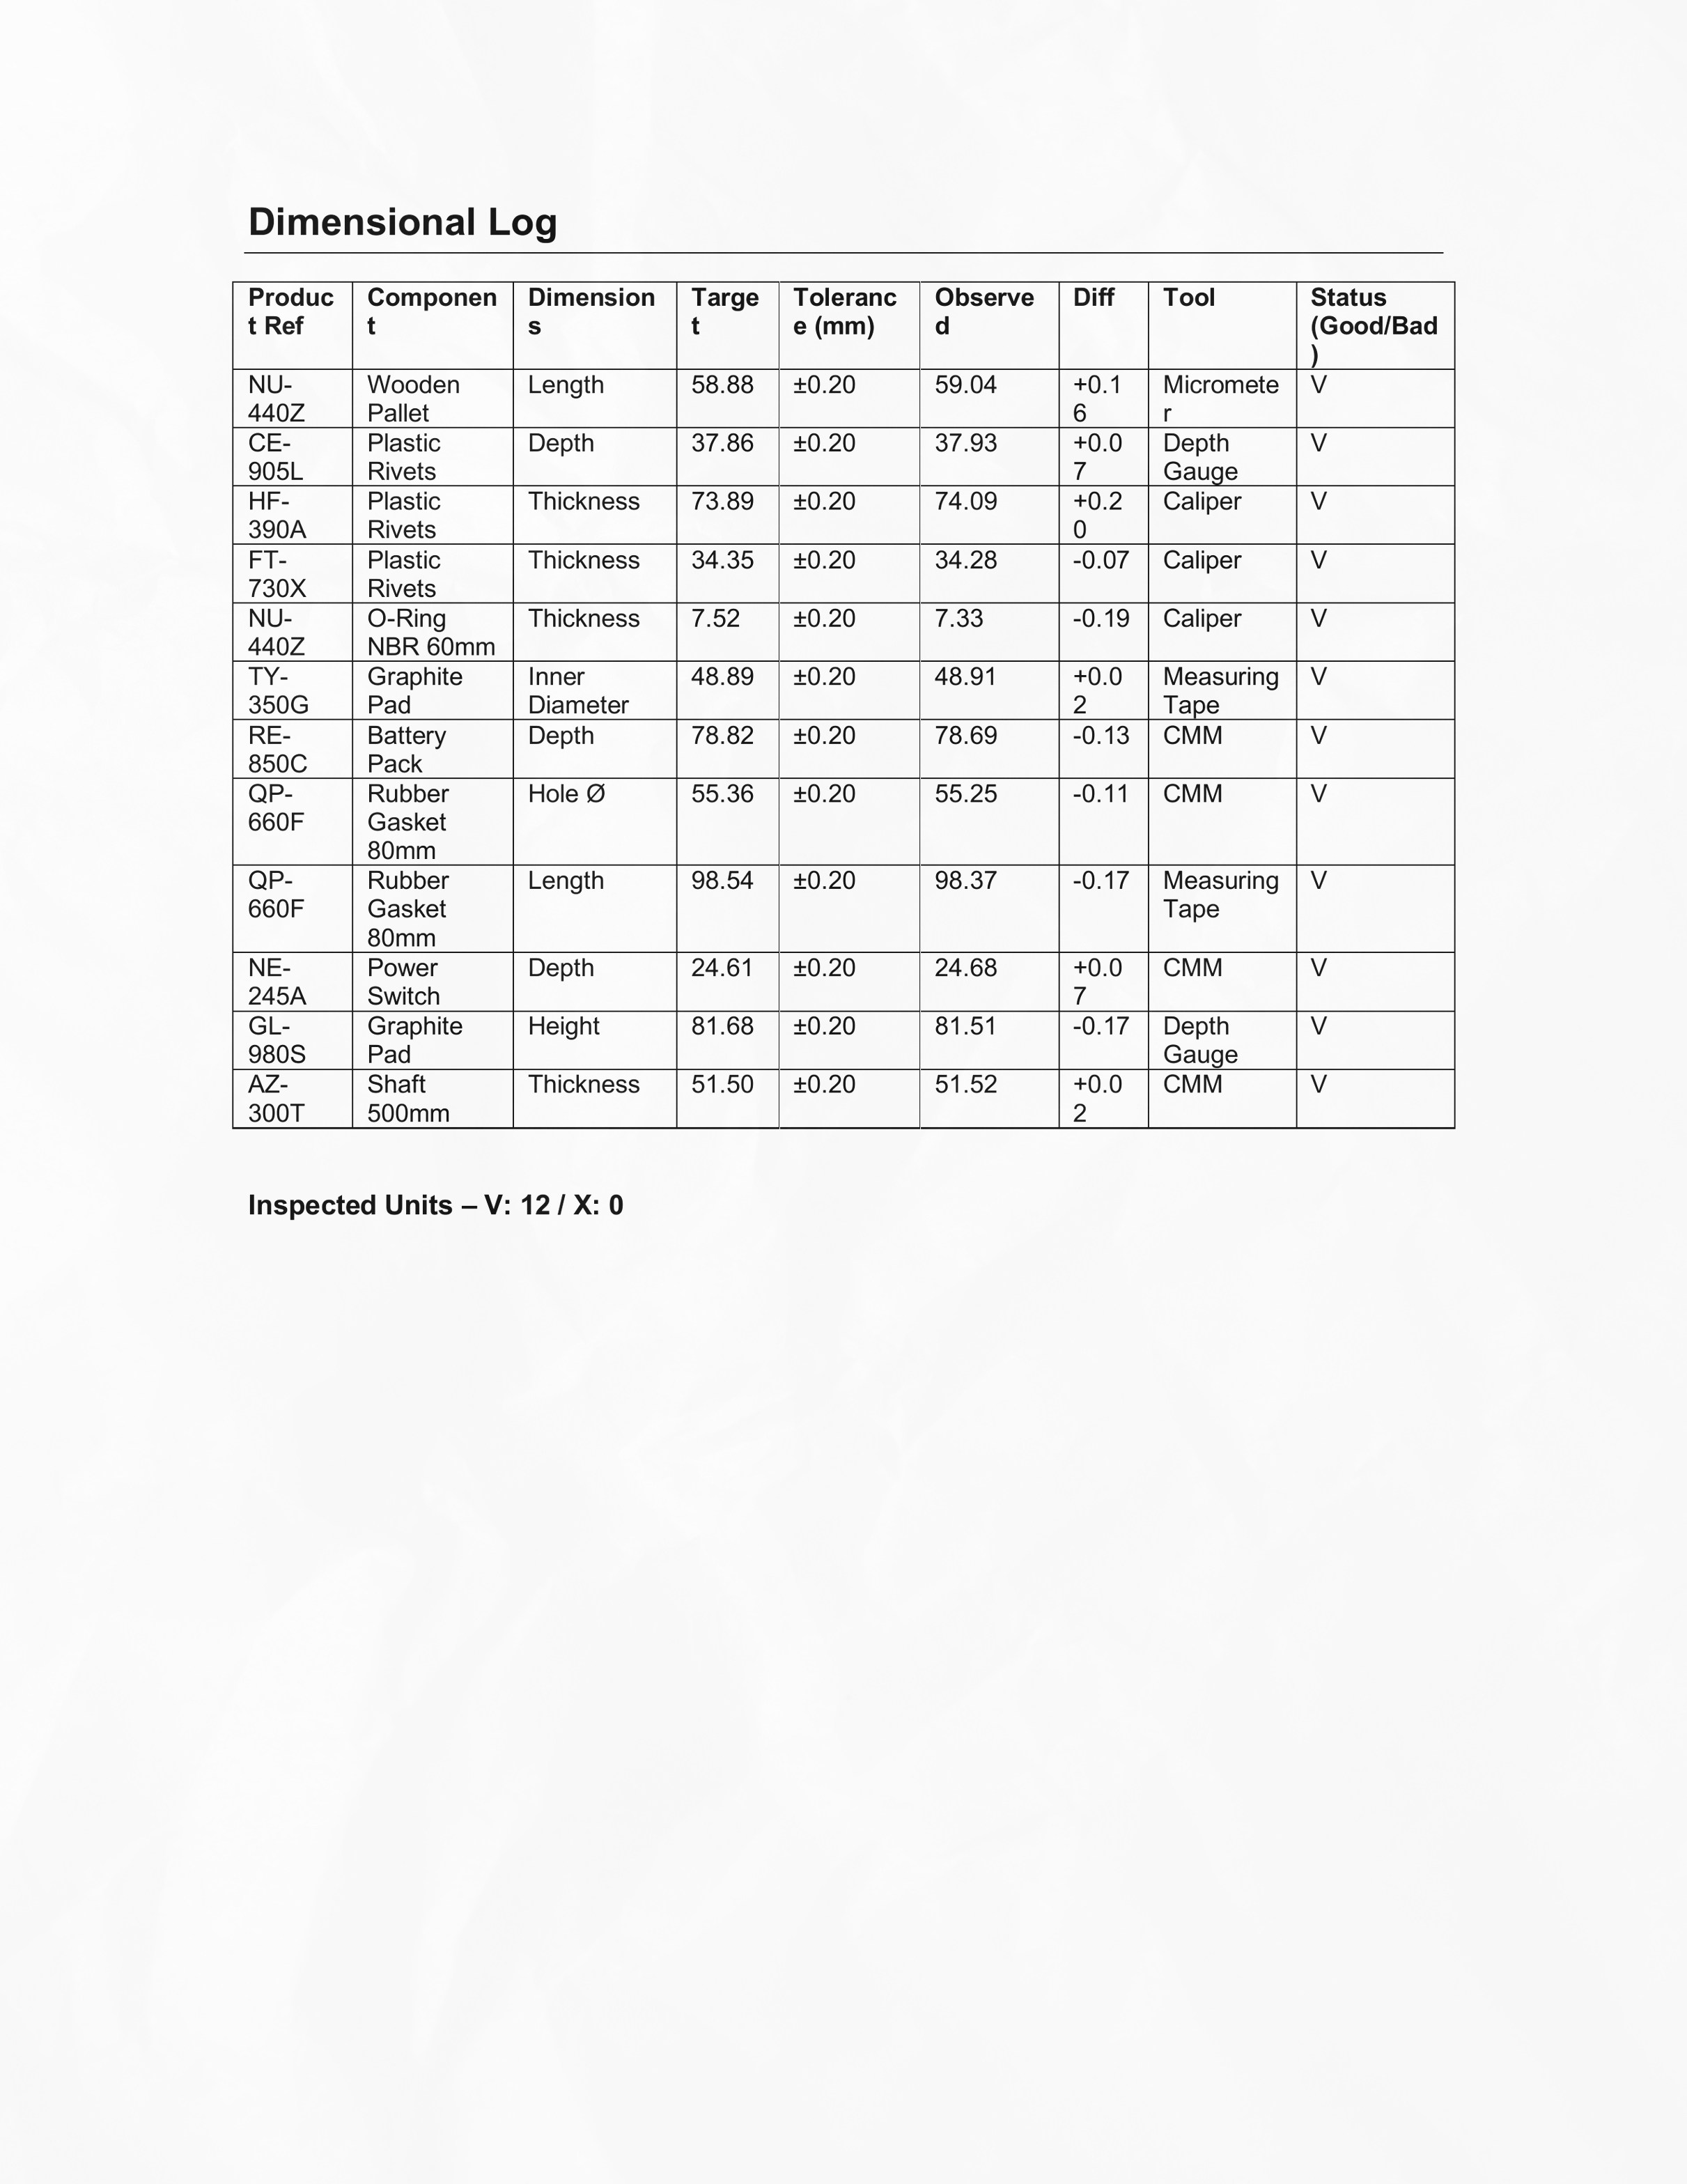 Dimensional Log
Product Ref Component Dimensions Target Tolerance (mm) Observed Diff Tool Status (Good/Bad)
NU-440Z Wooden Pallet Length 58.88 ±0.20 59.04 +0.16 Micrometer V
CE-905L Plastic Rivets Depth 37.86 ±0.20 37.93 +0.07 Depth Gauge V
HF-390A Plastic Rivets Thickness 73.89 ±0.20 74.09 +0.20 Caliper V
FT-730X Plastic Rivets Thickness 34.35 ±0.20 34.28 -0.07 Caliper V
NU-440Z O-Ring NBR 60mm Thickness 7.52 ±0.20 7.33 -0.19 Caliper V
TY-350G Graphite Pad Inner Diameter 48.89 ±0.20 48.91 +0.02 Measuring Tape V
RE-850C Battery Pack Depth 78.82 ±0.20 78.69 -0.13 CMM V
QP-660F Rubber Gasket 80mm Hole Ø 55.36 ±0.20 55.25 -0.11 CMM V
QP-660F Rubber Gasket 80mm Length 98.54 ±0.20 98.37 -0.17 Measuring Tape V
NE-245A Power Switch Depth 24.61 ±0.20 24.68 +0.07 CMM V
GL-980S Graphite Pad Height 81.68 ±0.20 81.51 -0.17 Depth Gauge V
AZ-300T Shaft 500mm Thickness 51.50 ±0.20 51.52 +0.02 CMM V
Inspected Units – V: 12 / X: 0